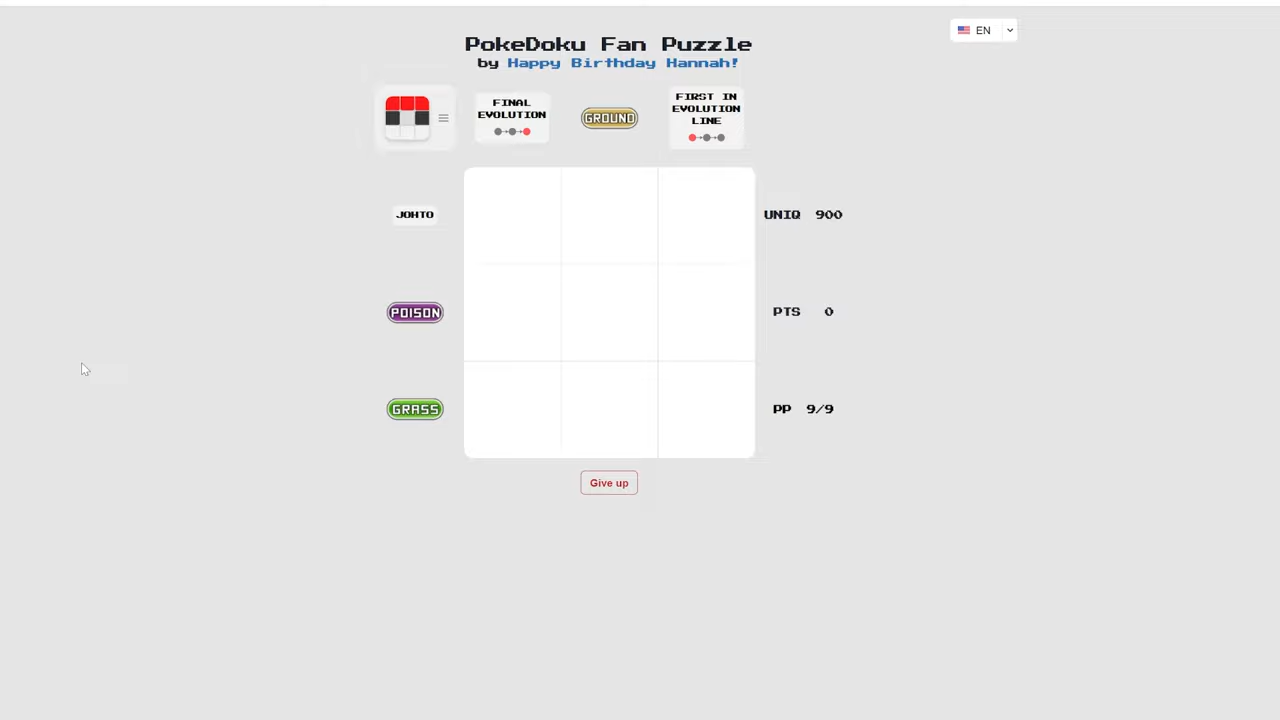 EN
PokeDoku Fan Puzzle
by Happy Birthday Hannah!
FINAL
EVOLUTION
GROUND
FIRST IN
EVOLUTION
LINE
JOHTO
UNIQ 900
POISON
PTS 0
GRASS
PP 9/9
Give up